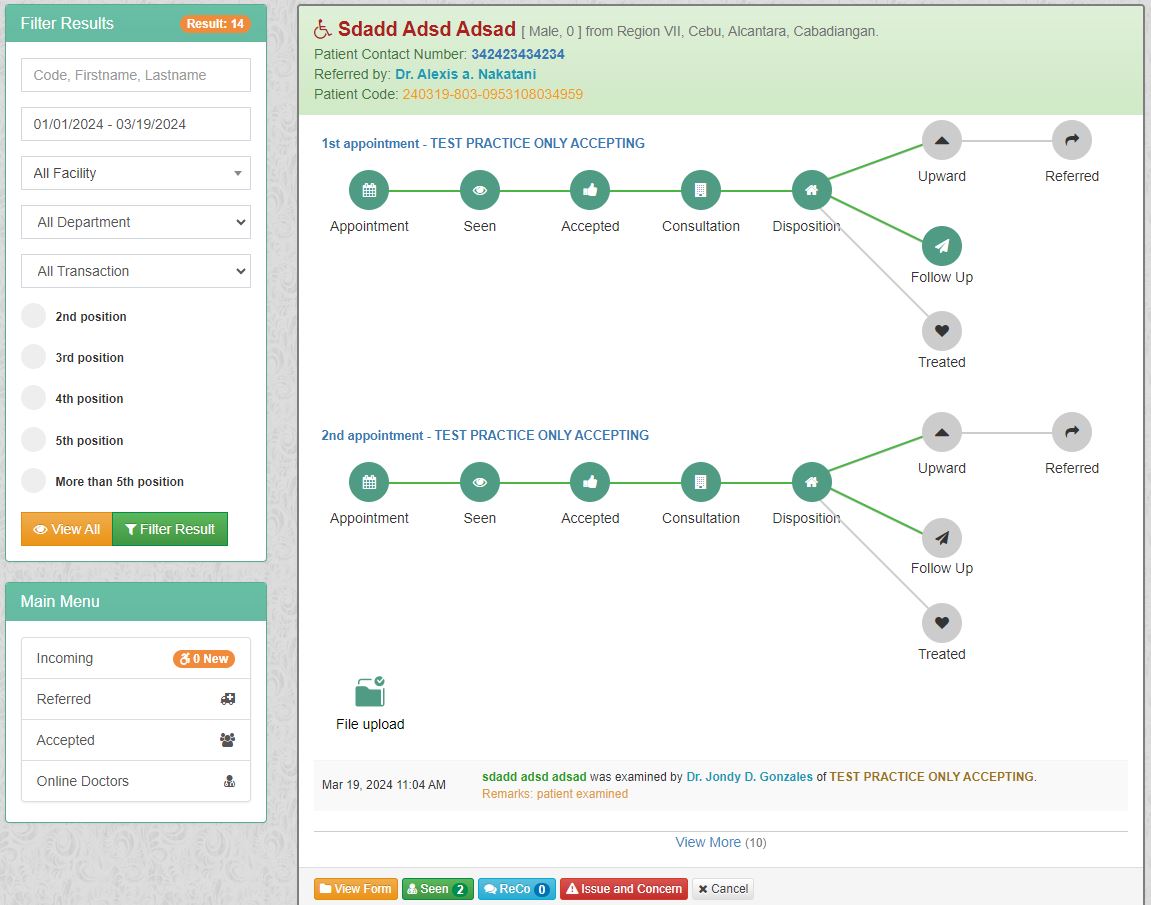 Filter Results
Result: 14
Code, Firstname, Lastname
01/01/2024 - 03/19/2024
All Facility
All Department
All Transaction
2nd position
3rd position
4th position
5th position
More than 5th position
View All
Filter Result
Main Menu
Incoming
0 New
Referred
Accepted
Online Doctors
Sdadd Adsd Adsad [ Male, 0 ] from Region VII, Cebu, Alcantara, Cabadiangan.
Patient Contact Number: 342423434234
Referred by: Dr. Alexis a. Nakatani
Patient Code: 240319-803-0953108034959
1st appointment - TEST PRACTICE ONLY ACCEPTING
Appointment
Seen
Accepted
Consultation
Disposition
Upward
Referred
Follow Up
Treated
2nd appointment - TEST PRACTICE ONLY ACCEPTING
Appointment
Seen
Accepted
Consultation
Disposition
Upward
Referred
Follow Up
Treated
File upload
Mar 19, 2024 11:04 AM
sdadd adsd adsad was examined by Dr. Jondy D. Gonzales of TEST PRACTICE ONLY ACCEPTING.
Remarks: patient examined
View More (10)
View Form
Seen 2
ReCo 0
Issue and Concern
Cancel